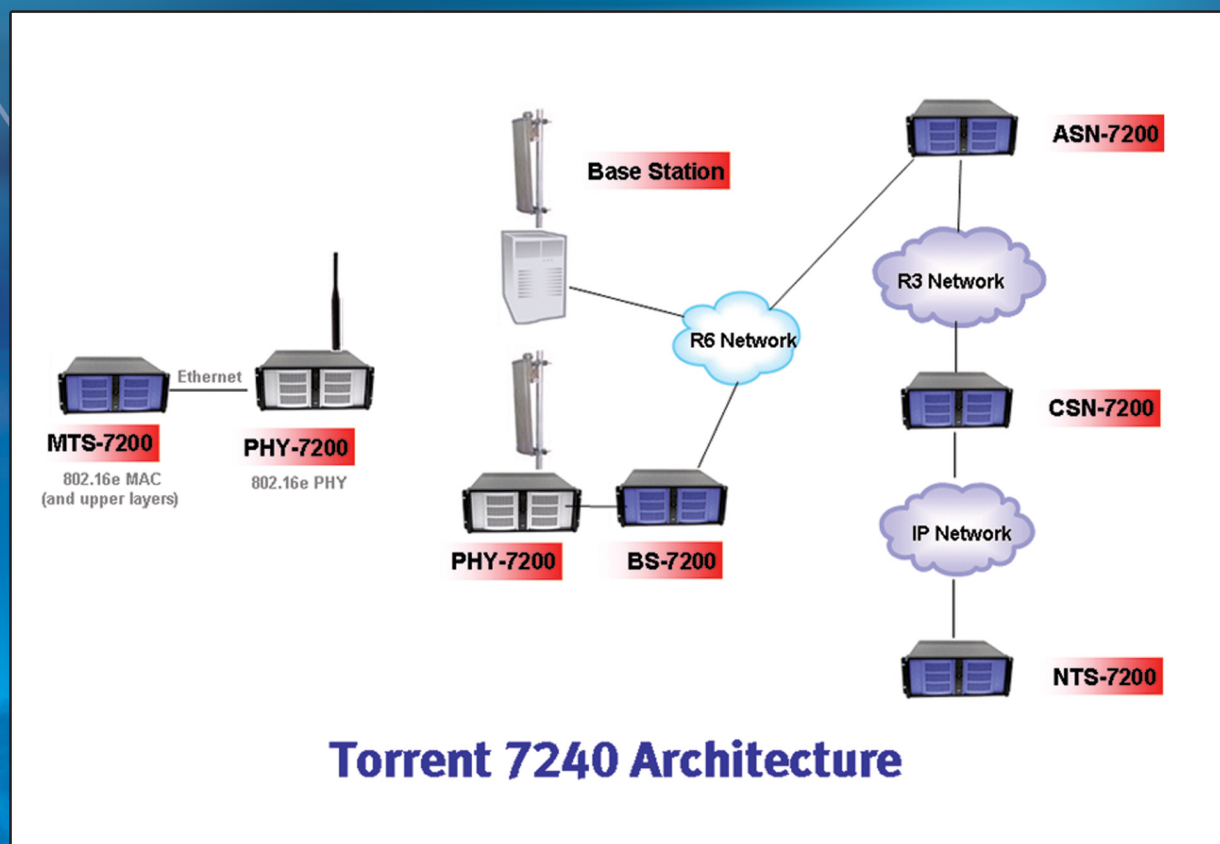 Base Station
ASN-7200
R3 Network
R6 Network
Ethernet
MTS-7200
802.16e MAC
(and upper layers)
PHY-7200
802.16e PHY
CSN-7200
PHY-7200
BS-7200
IP Network
NTS-7200
Torrent 7240 Architecture